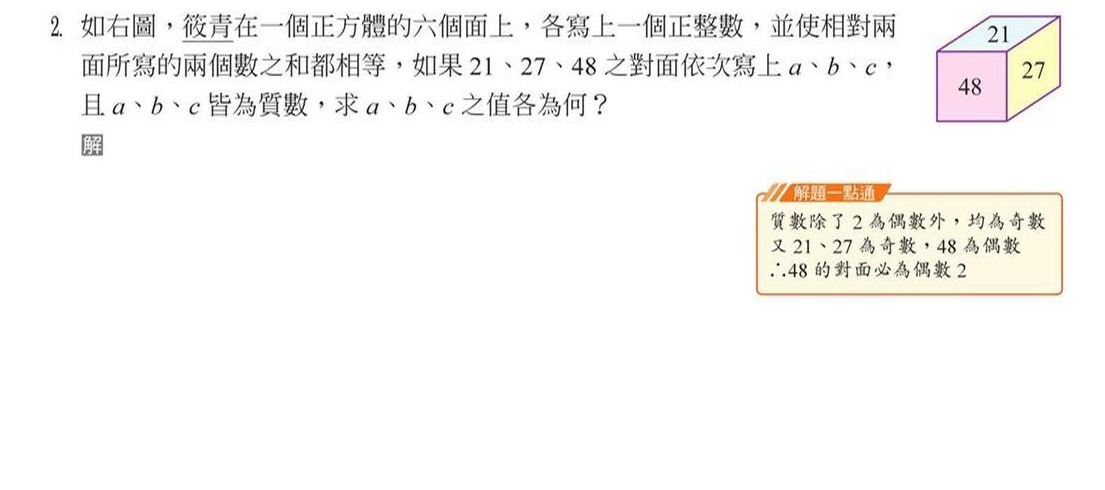 2. 如右圖，筱青在一個正方體的六個面上，各寫上一個正整數，並使相對兩
面所寫的兩個數之和都相等，如果 21、27、48 之對面依次寫上 a、b、c，
且 a、b、c 皆為質數，求 a、b、c 之值各為何？
21
48
27
解
解題一點通
質數除了 2 為偶數外，均為奇數
又 21、27 為奇數，48 為偶數
∴48 的對面必為偶數 2